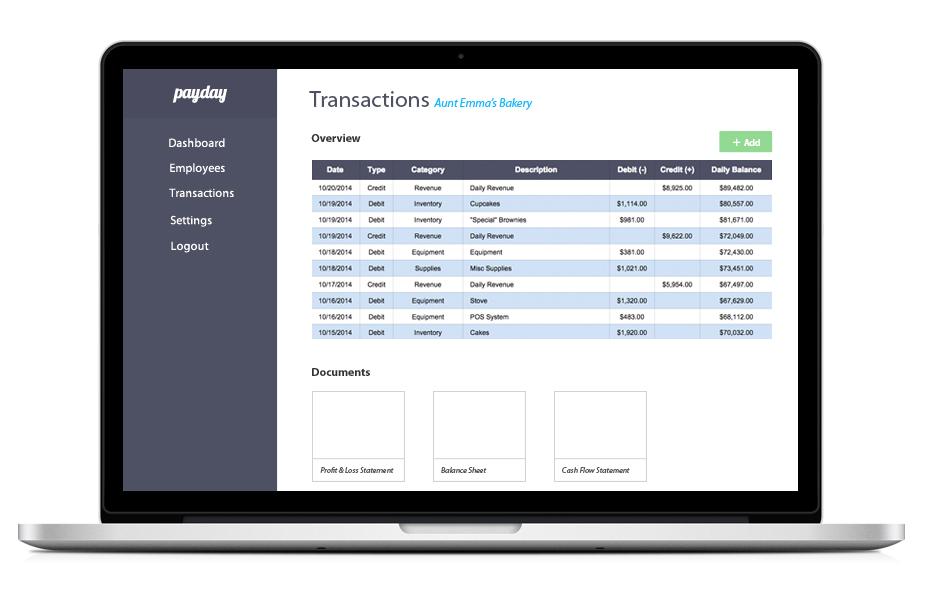 payday
Dashboard
Employees
Transactions
Settings
Logout
Transactions Aunt Emma's Bakery
Overview
+ Add
Date Type Category Description Debit (-) Credit (+) Daily Balance
10/20/2014 Credit Revenue Daily Revenue $8,925.00 $89,482.00
10/19/2014 Debit Inventory Cupcakes $1,114.00 $80,557.00
10/19/2014 Debit Inventory "Special" Brownies $981.00 $81,671.00
10/19/2014 Credit Revenue Daily Revenue $9,622.00 $72,049.00
10/18/2014 Debit Equipment Equipment $381.00 $72,430.00
10/18/2014 Debit Supplies Misc Supplies $1,021.00 $73,451.00
10/17/2014 Credit Revenue Daily Revenue $5,954.00 $67,497.00
10/16/2014 Debit Equipment Stove $1,320.00 $67,629.00
10/16/2014 Debit Equipment POS System $483.00 $68,112.00
10/15/2014 Debit Inventory Cakes $1,920.00 $70,032.00
Documents
Profit & Loss Statement
Balance Sheet
Cash Flow Statement